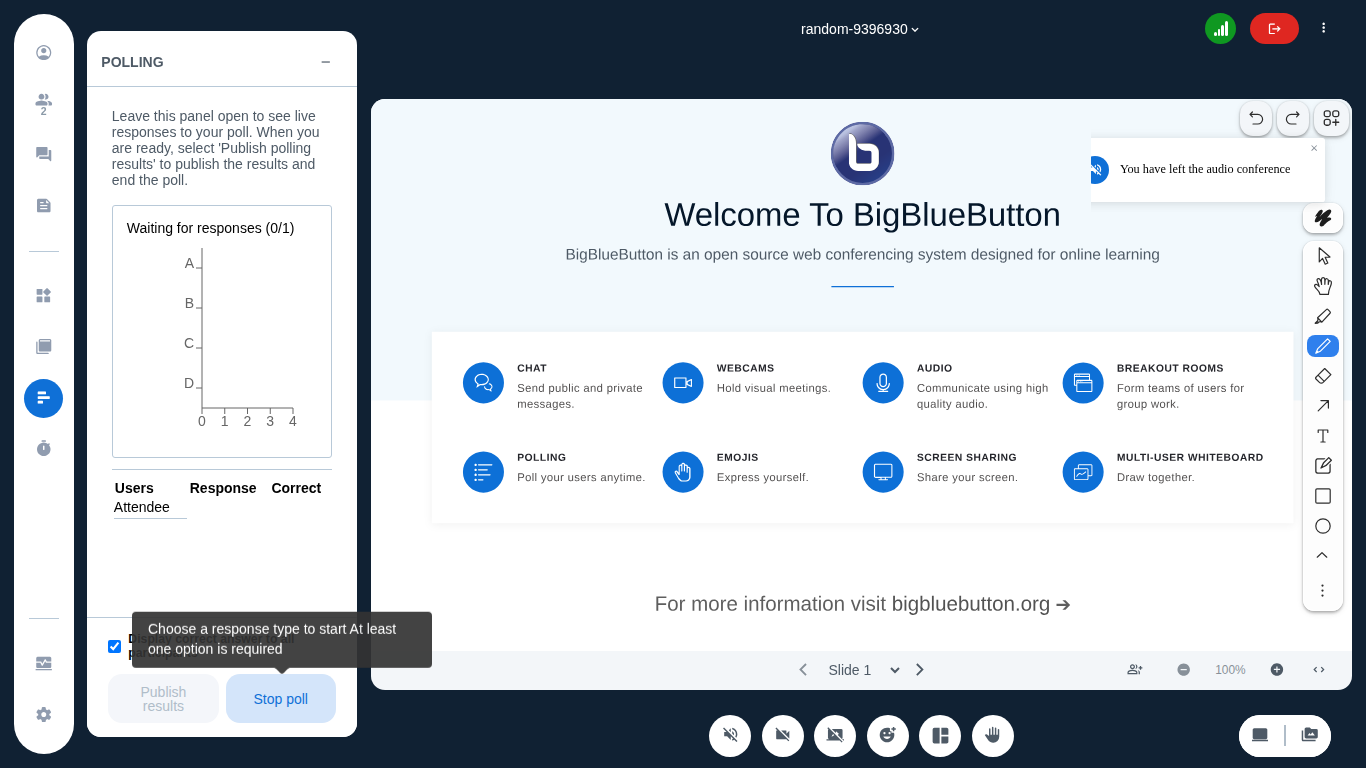 random-9396930
POLLING
2
Leave this panel open to see live
responses to your poll. When you
are ready, select 'Publish polling
results' to publish the results and
end the poll.
Waiting for responses (0/1)
A
B
C
D
0 1 2 3 4
Users Response Correct
Attendee
Choose a response type to start At least
one option is required
Publish
results
Stop poll
You have left the audio conference
Welcome To BigBlueButton
BigBlueButton is an open source web conferencing system designed for online learning
CHAT
Send public and private
messages.
WEBCAMS
Hold visual meetings.
AUDIO
Communicate using high
quality audio.
BREAKOUT ROOMS
Form teams of users for
group work.
POLLING
Poll your users anytime.
EMOJIS
Express yourself.
SCREEN SHARING
Share your screen.
MULTI-USER WHITEBOARD
Draw together.
For more information visit bigbluebutton.org ➔
Slide 1
100%